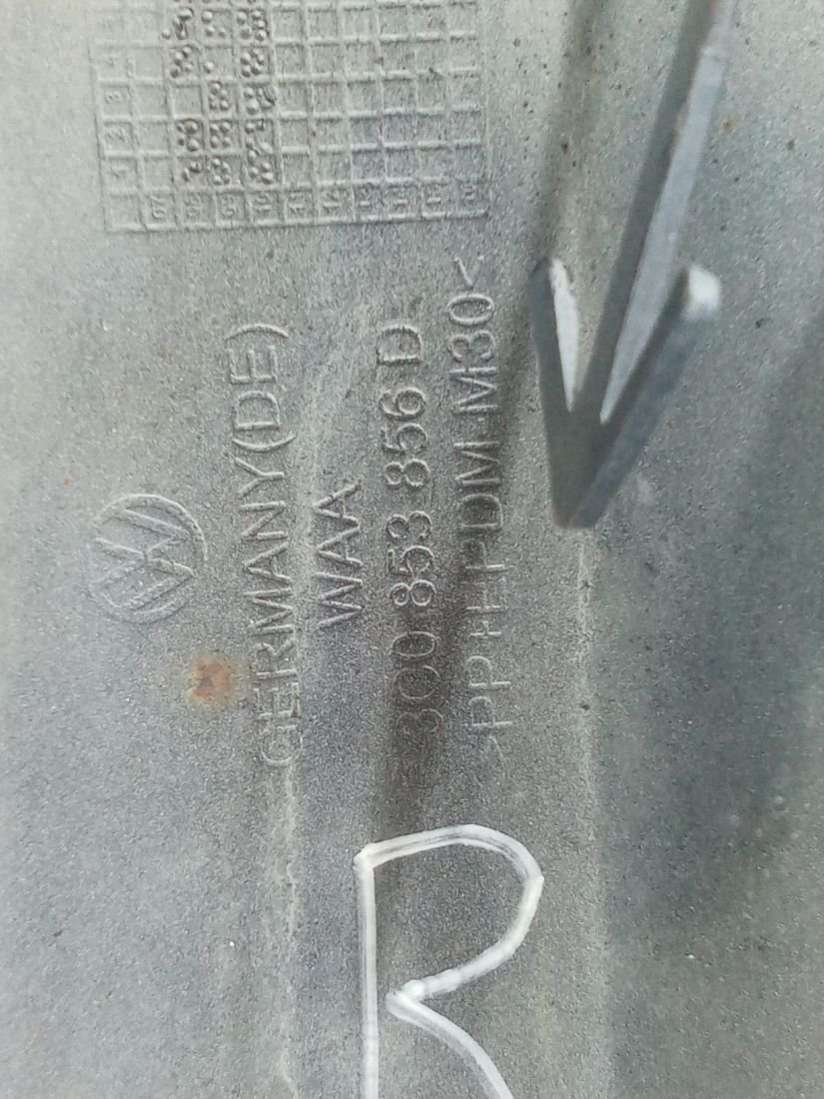 GERMANY(DE)
WAA
3C0 853 856 D
>PP+EPDM-M30<
R